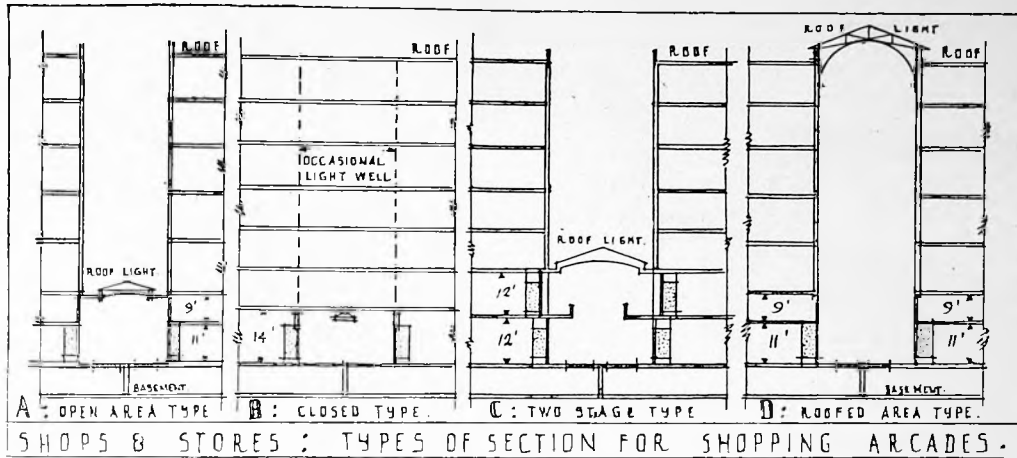 ROOF
ROOF LIGHT.
9'
11'
BASEMENT.
A: OPEN AREA TYPE
ROOF
OCCASIONAL
LIGHT WELL
14'
B: CLOSED TYPE.
ROOF
ROOF LIGHT.
12'
12'
C: TWO STAGE TYPE
ROOF LIGHT
ROOF
9'
9'
11'
11'
BASEMENT.
D: ROOFED AREA TYPE.
SHOPS & STORES: TYPES OF SECTION FOR SHOPPING ARCADES.